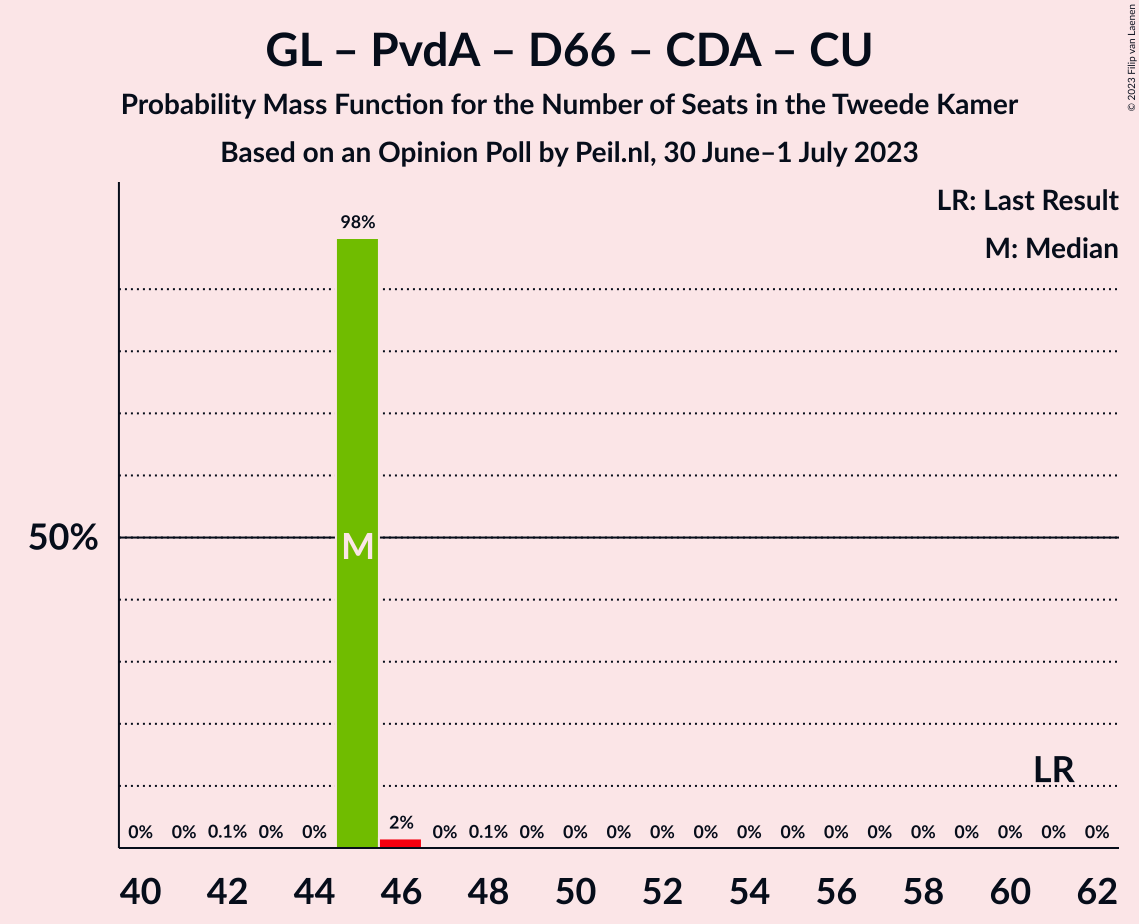 GL – PvdA – D66 – CDA – CU
Probability Mass Function for the Number of Seats in the Tweede Kamer
Based on an Opinion Poll by Peil.nl, 30 June–1 July 2023
© 2023 Filip van Laenen
LR: Last Result
M: Median
98%
50%
M
LR
0% 0% 0.1% 0% 0% 2% 0% 0.1% 0% 0% 0% 0% 0% 0% 0% 0% 0% 0% 0% 0% 0% 0%
40 42 44 46 48 50 52 54 56 58 60 62